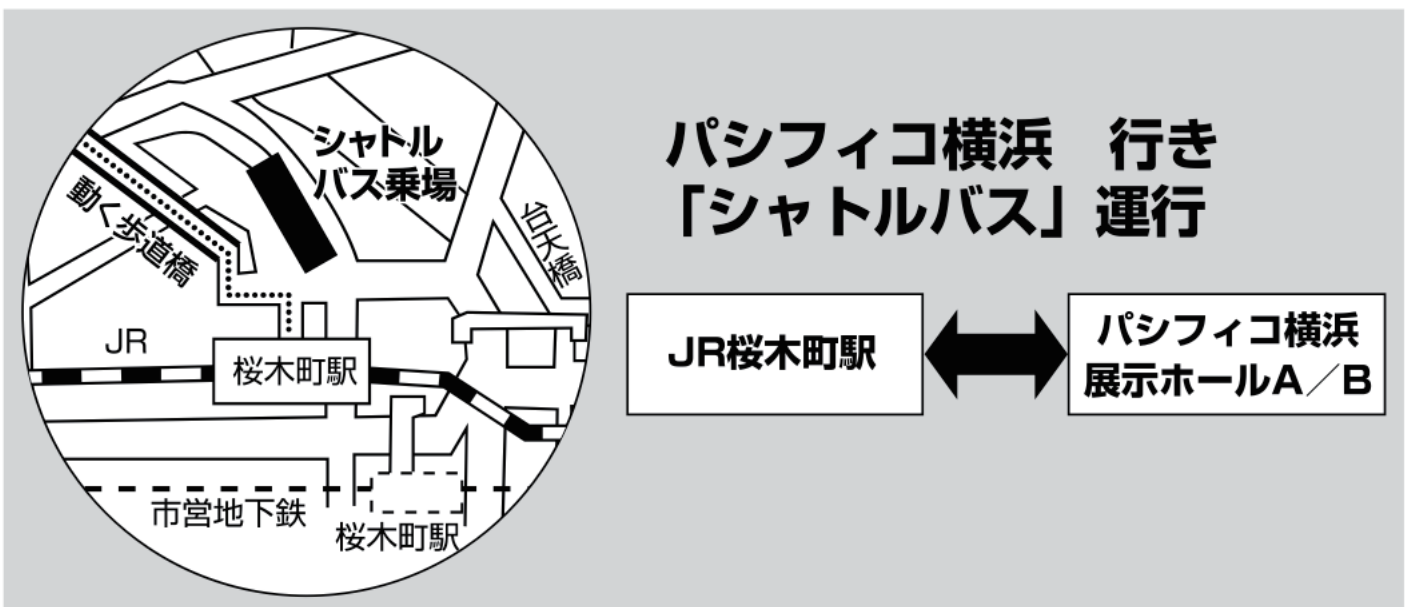 シャトル
バス乗場
動く歩道橋
台天橋
JR
桜木町駅
市営地下鉄
桜木町駅
パシフィコ横浜　行き
「シャトルバス」運行
JR桜木町駅
パシフィコ横浜
展示ホールA／B